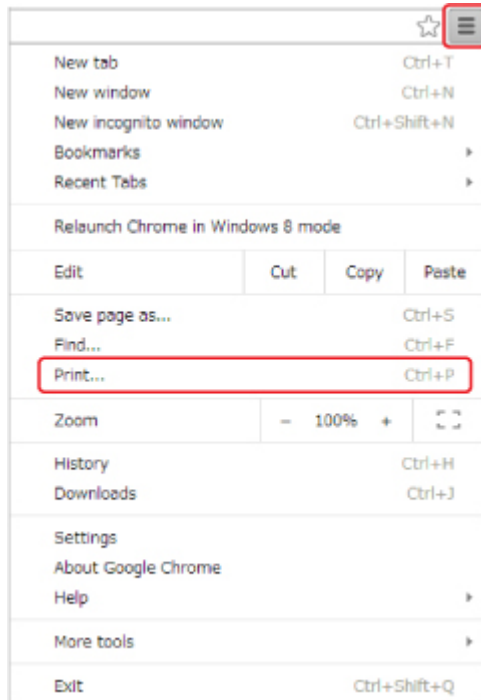 New tab Ctrl+T
New window Ctrl+N
New incognito window Ctrl+Shift+N
Bookmarks
Recent Tabs
Relaunch Chrome in Windows 8 mode
Edit Cut Copy Paste
Save page as... Ctrl+S
Find... Ctrl+F
Print... Ctrl+P
Zoom − 100% +
History Ctrl+H
Downloads Ctrl+J
Settings
About Google Chrome
Help
More tools
Exit Ctrl+Shift+Q